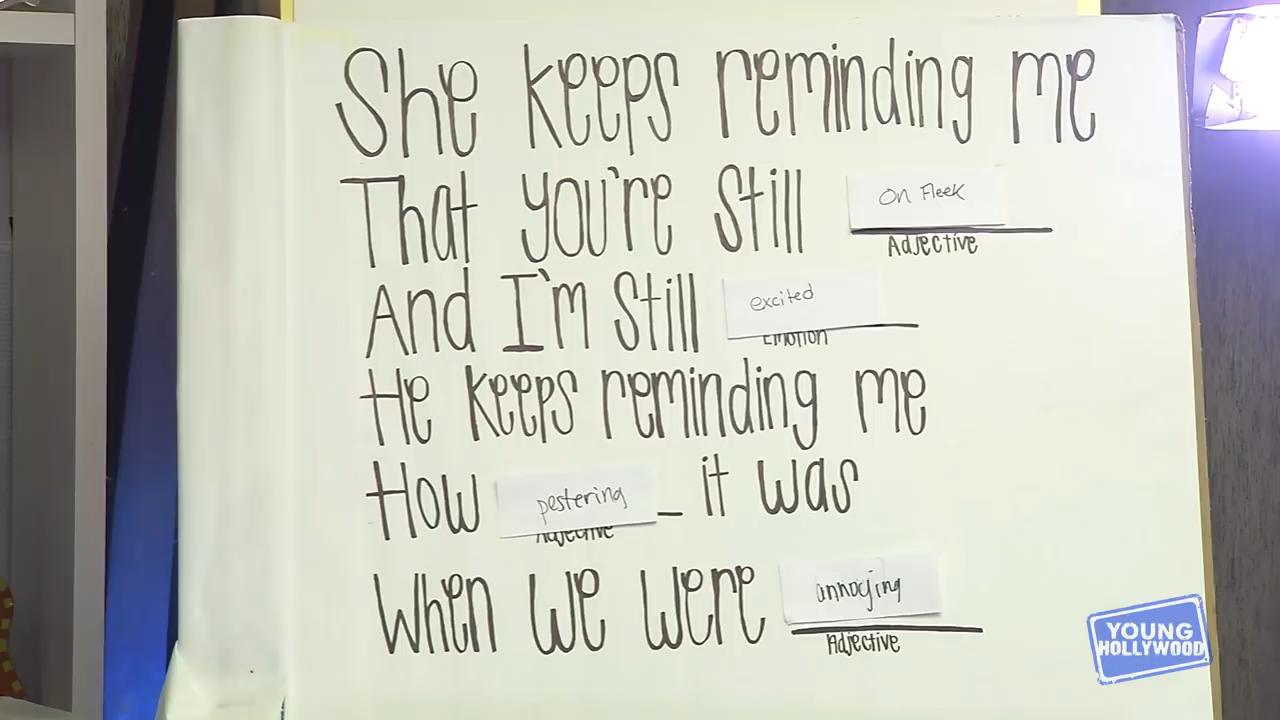 She keeps reminding me
That you're still on Fleek
Adjective
And I'm still excited
Emotion
He keeps reminding me
How pestering _ it was
Adjective
When we were annoying
Adjective
YOUNG
HOLLYWOOD